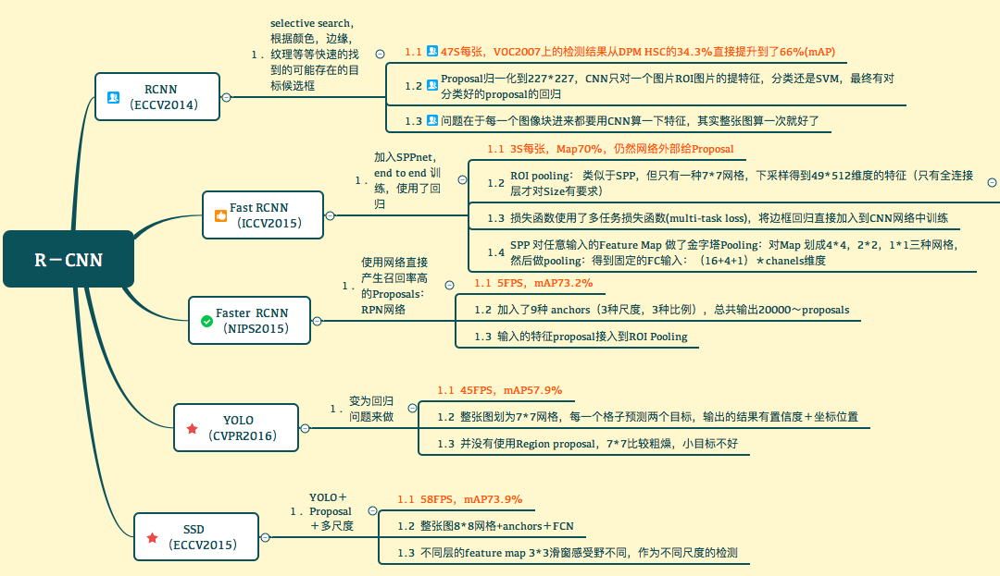 R－CNN
RCNN
（ECCV2014）
1．
selective search，
根据颜色，边缘，
纹理等等快速的找
到的可能存在的目
标候选框
1.1 47S每张，VOC2007上的检测结果从DPM HSC的34.3%直接提升到了66%(mAP)
1.2 Proposal归一化到227*227，CNN只对一个图片ROI图片的提特征，分类还是SVM，最终有对
分类好的proposal的回归
1.3 问题在于每一个图像块进来都要用CNN算一下特征，其实整张图算一次就好了
Fast RCNN
（ICCV2015）
1．
加入SPPnet，
end to end 训
练，使用了回
归
1.1 3S每张，Map70%，仍然网络外部给Proposal
1.2 ROI pooling： 类似于SPP，但只有一种7*7网格，下采样得到49*512维度的特征（只有全连接
层才对Size有要求）
1.3 损失函数使用了多任务损失函数(multi-task loss)，将边框回归直接加入到CNN网络中训练
1.4 SPP 对任意输入的Feature Map 做了金字塔Pooling：对Map 划成4*4，2*2，1*1三种网格，
然后做pooling：得到固定的FC输入：（16+4+1）＊chanels维度
Faster RCNN
（NIPS2015）
1．
使用网络直接
产生召回率高
的Proposals：
RPN网络
1.1 5FPS，mAP73.2%
1.2 加入了9种 anchors（3种尺度，3种比例），总共输出20000～proposals
1.3 输入的特征proposal接入到ROI Pooling
YOLO
（CVPR2016）
1．
变为回归
问题来做
1.1 45FPS，mAP57.9%
1.2 整张图划为7*7网格，每一个格子预测两个目标，输出的结果有置信度＋坐标位置
1.3 并没有使用Region proposal，7*7比较粗燥，小目标不好
SSD
（ECCV2015）
1．
YOLO＋
Proposal
＋多尺度
1.1 58FPS，mAP73.9%
1.2 整张图8*8网格+anchors＋FCN
1.3 不同层的feature map 3*3滑窗感受野不同，作为不同尺度的检测